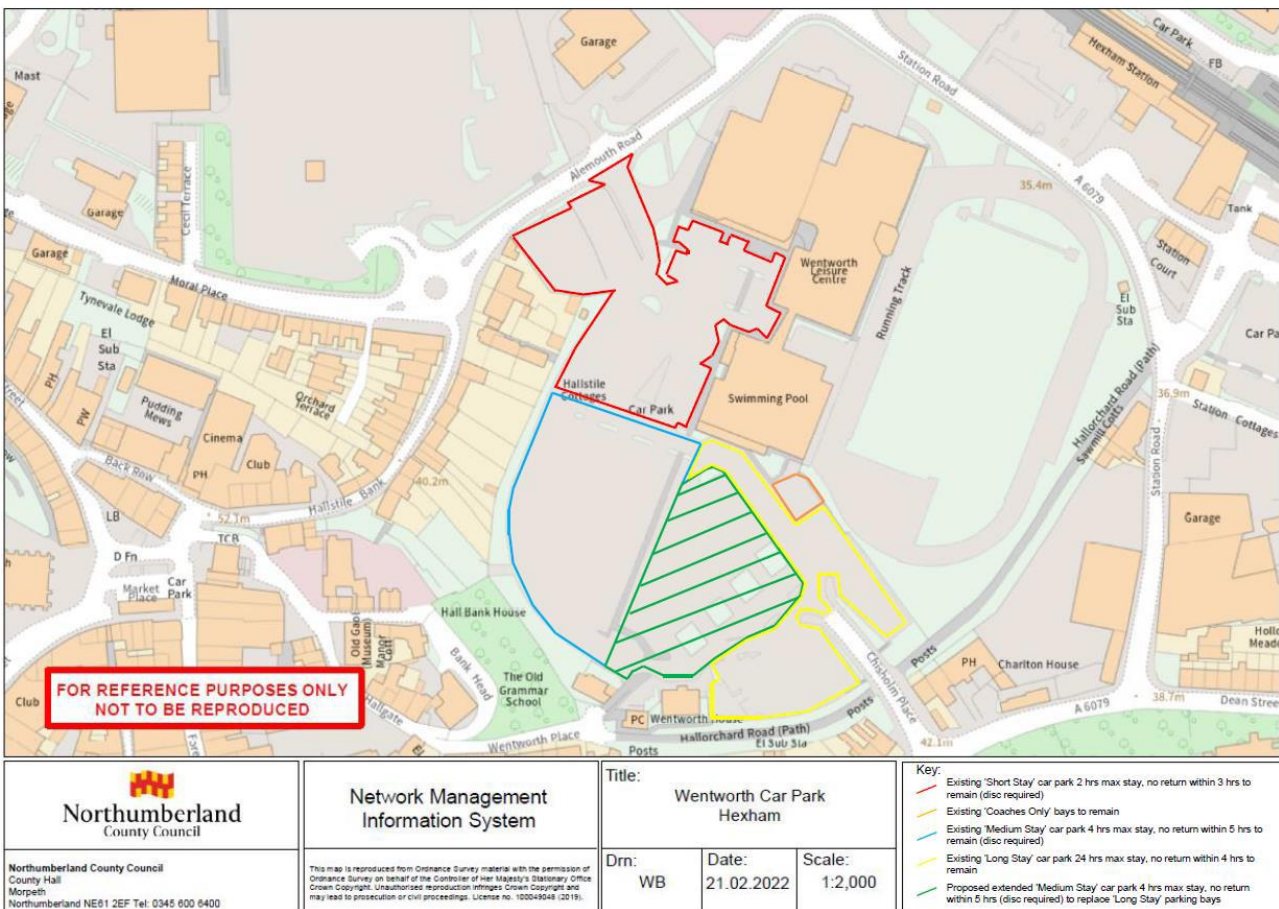 Garage
Car Park
FB
Hexham Station
Mast
Station Road
Alemouth Road
Cecil Terrace
Garage
35.4m
A 6079
Tank
Garage
Moral Place
Wentworth
Leisure
Centre
Station
Court
Running Track
El
Sub
Sta
Tynevale Lodge
El
Sub
Sta
PH
PW
Pudding
Mews
Orchard
Terrace
Hallstile
Cottages
Car Park
Swimming Pool
Hallorchard Road (Path)
Sawmill Cotts
36.9m
Station Cottages
Cinema
Club
PH
Back Row
Hallstile Bank
40.2m
Station Road
Garage
LB
52.1m
TCB
D Fn
Market
Place
Car
Park
Hall Bank House
Old Gaol
(Museum)
Manor
Bank Head
The Old
Grammar
School
Chisholm Place
Posts
PH
Charlton House
38.7m
A 6079
Dean Stree
Club
FOR REFERENCE PURPOSES ONLY
NOT TO BE REPRODUCED
Hallgate
PC
Wentworth House
Posts
Hallorchard Road (Path)
El Sub Sta
Wentworth Place
Posts
42.1m
El
Northumberland
County Council
Northumberland County Council
County Hall
Morpeth
Northumberland NE61 2EF Tel: 0345 600 6400
Network Management
Information System
This map is reproduced from Ordnance Survey material with the permission of
Ordnance Survey on behalf of the Controller of Her Majesty's Stationary Office
Crown Copyright. Unauthorised reproduction infringes Crown Copyright and
may lead to prosecution or civil proceedings. License no. 100049048 (2019).
Title:
Wentworth Car Park
Hexham
Drn:
WB
Date:
21.02.2022
Scale:
1:2,000
Key:
Existing 'Short Stay' car park 2 hrs max stay, no return within 3 hrs to
remain (disc required)
Existing 'Coaches Only' bays to remain
Existing 'Medium Stay' car park 4 hrs max stay, no return within 5 hrs to
remain (disc required)
Existing 'Long Stay' car park 24 hrs max stay, no return within 4 hrs to
remain
Proposed extended 'Medium Stay' car park 4 hrs max stay, no return
within 5 hrs (disc required) to replace 'Long Stay' parking bays